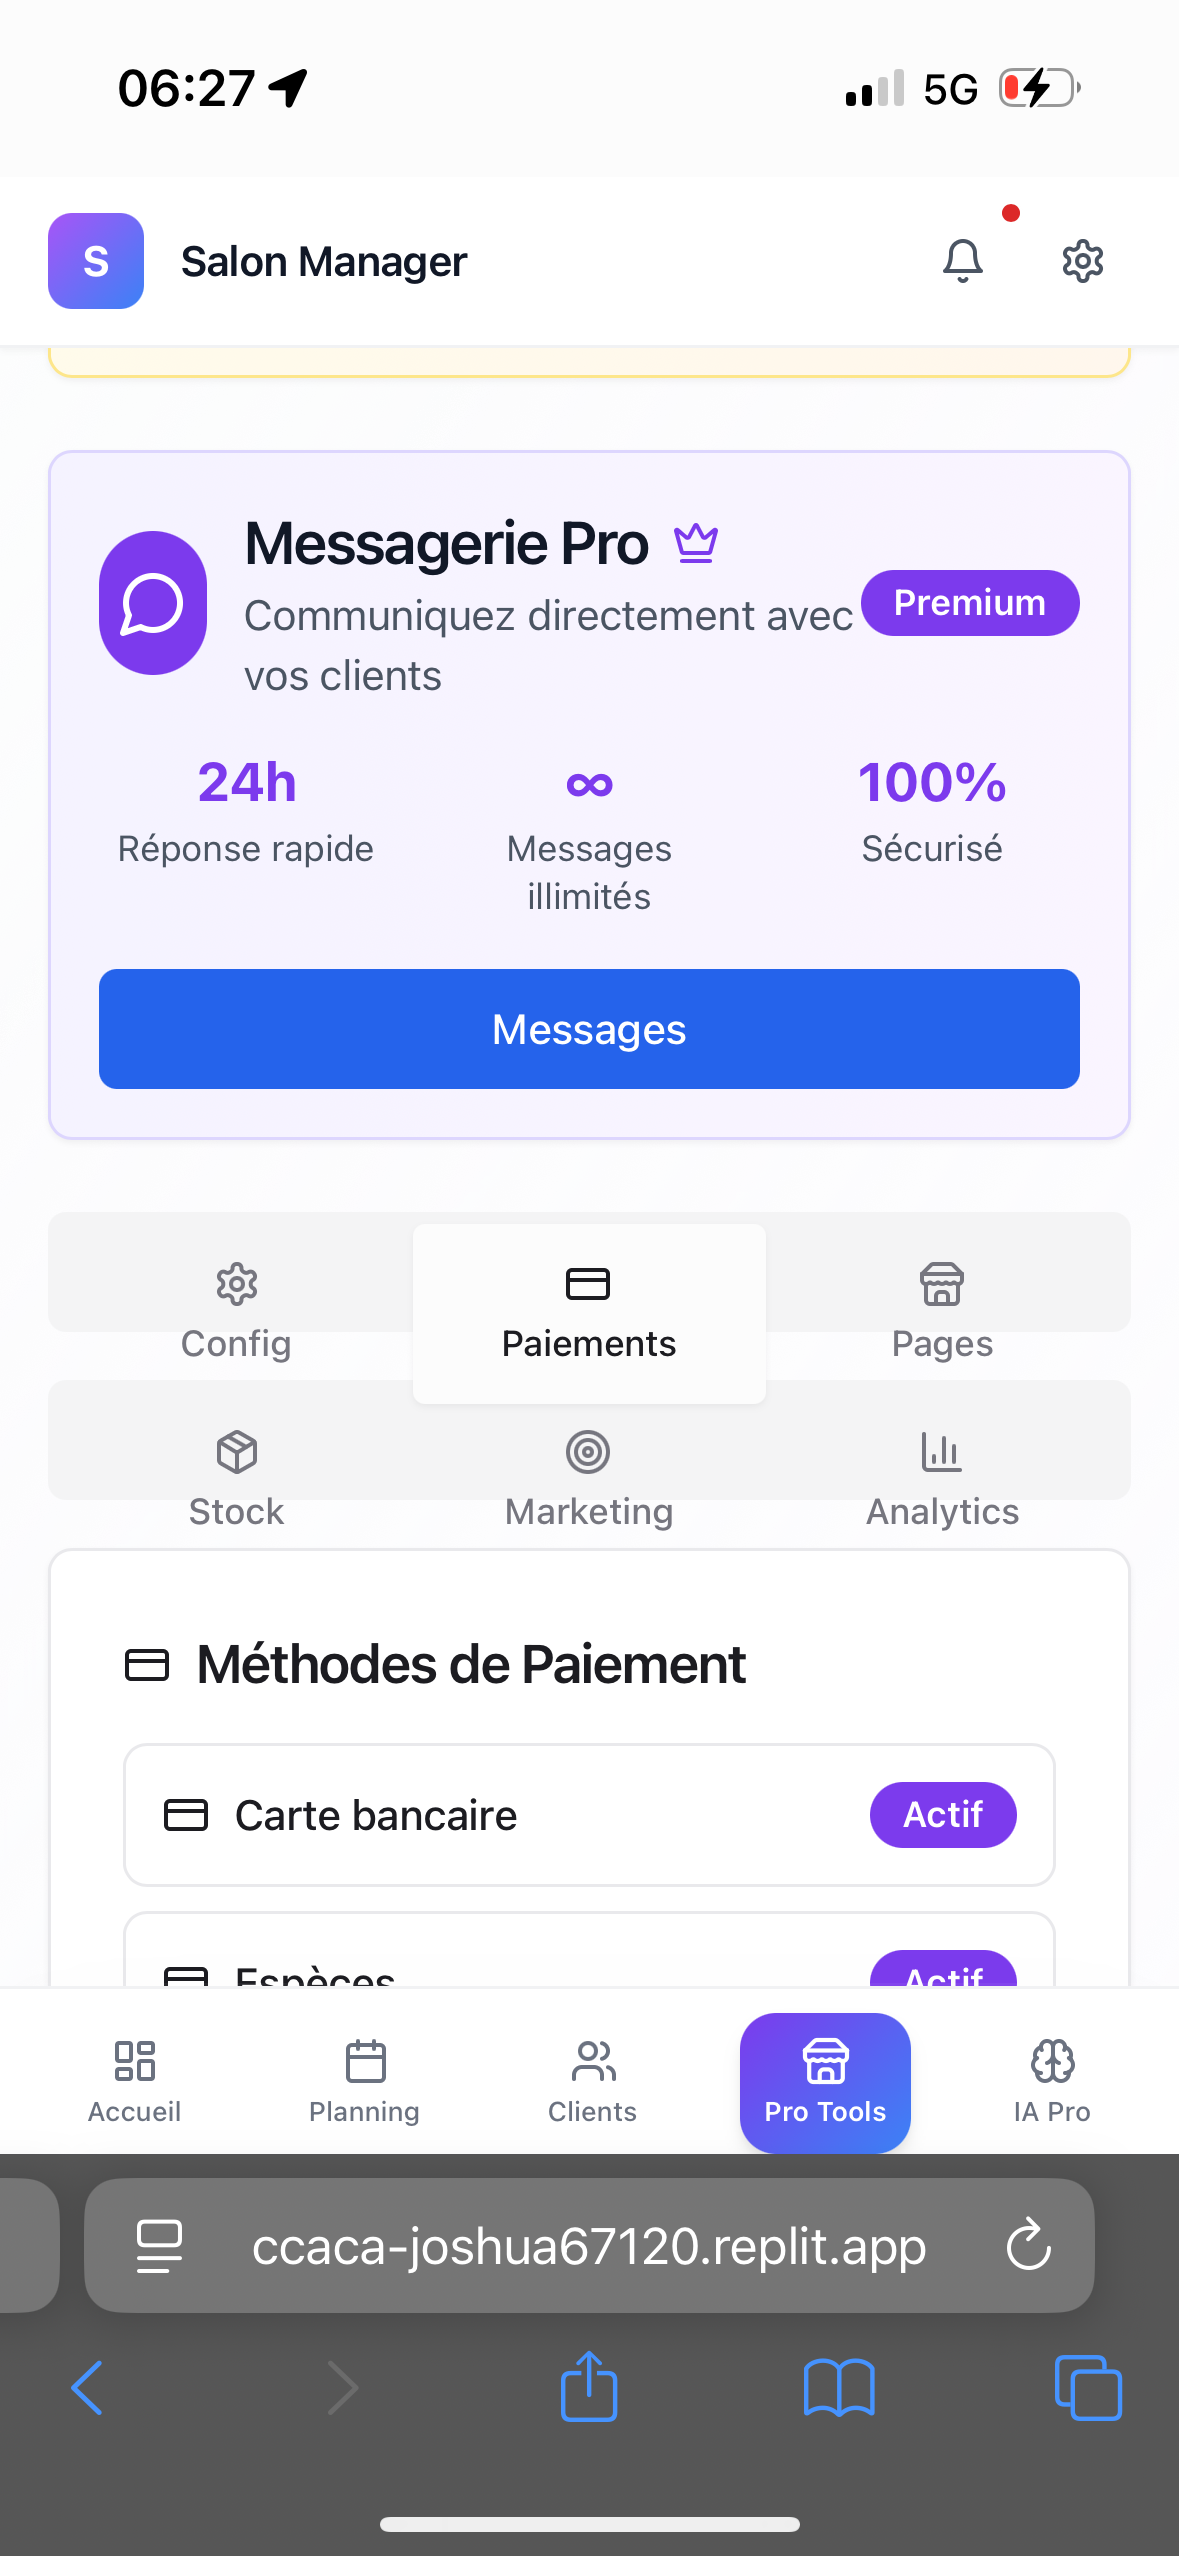 06:27
5G
S
Salon Manager
Messagerie Pro
Communiquez directement avec
vos clients
Premium
24h
Réponse rapide
∞
Messages
illimités
100%
Sécurisé
Messages
Config
Paiements
Pages
Stock
Marketing
Analytics
Méthodes de Paiement
Carte bancaire
Actif
Espèces
Actif
Accueil
Planning
Clients
Pro Tools
IA Pro
ccaca-joshua67120.replit.app